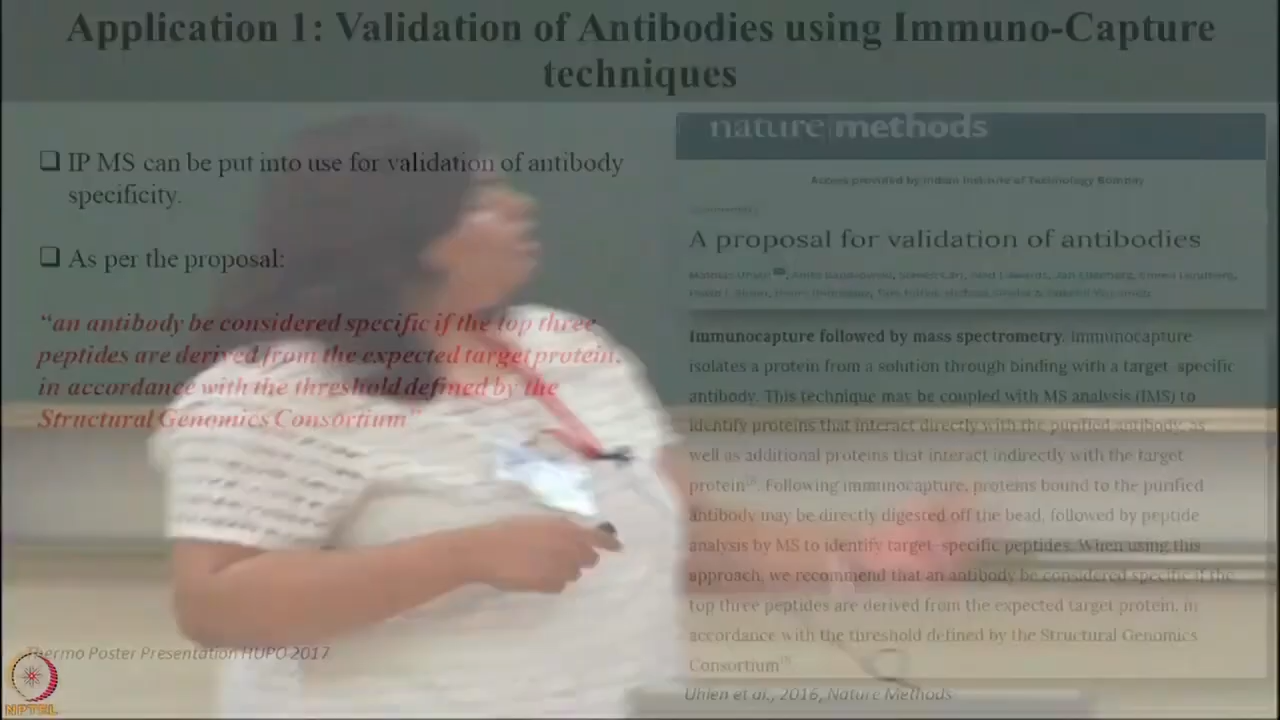 Application 1: Validation of Antibodies using Immuno-Capture
techniques
❑ IP MS can be put into use for validation of antibody
specificity.
❑ As per the proposal:
“an antibody be considered specific if the top three
peptides are derived from the expected target protein,
in accordance with the threshold defined by the
Structural Genomics Consortium”
Thermo Poster Presentation HUPO 2017
NPTEL
nature methods
Access provided by Indian Institute of Technology Bombay
A proposal for validation of antibodies
Immunocapture followed by mass spectrometry. Immunocapture
isolates a protein from a solution through binding with a target-specific
antibody. This technique may be coupled with MS analysis (IMS) to
identify proteins that interact directly with the purified antibody, as
well as additional proteins that interact indirectly with the target
protein. Following immunocapture, proteins bound to the purified
antibody may be directly digested off the bead, followed by peptide
analysis by MS to identify target-specific peptides. When using this
approach, we recommend that an antibody be considered specific if the
top three peptides are derived from the expected target protein, in
accordance with the threshold defined by the Structural Genomics
Consortium
Uhlen et al., 2016, Nature Methods